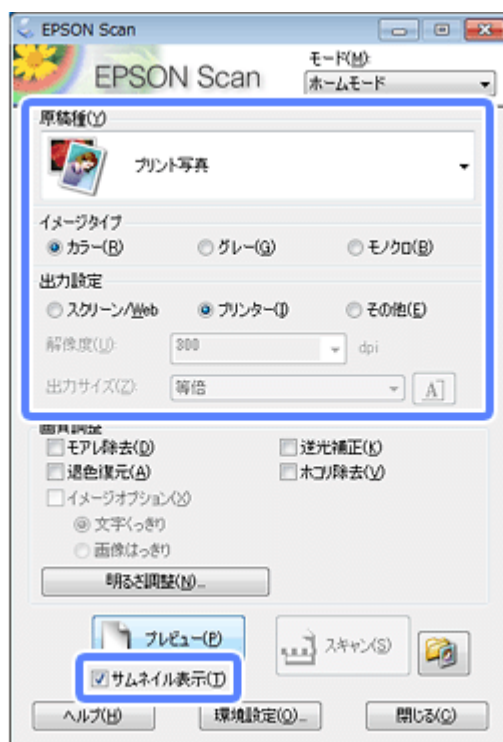 EPSON Scan
EPSON Scan
モード(M):
ホームモード
原稿種(Y)
プリント写真
イメージタイプ
カラー(R) グレー(G) モノクロ(B)
出力設定
スクリーン/Web プリンター(I) その他(E)
解像度(U): 300 dpi
出力サイズ(Z): 等倍 A
画質調整
モアレ除去(D) 逆光補正(K)
退色復元(A) ホコリ除去(V)
イメージオプション(X)
文字くっきり
画像はっきり
明るさ調整(N)...
プレビュー(P) スキャン(S)
サムネイル表示(T)
ヘルプ(H) 環境設定(O)... 閉じる(C)